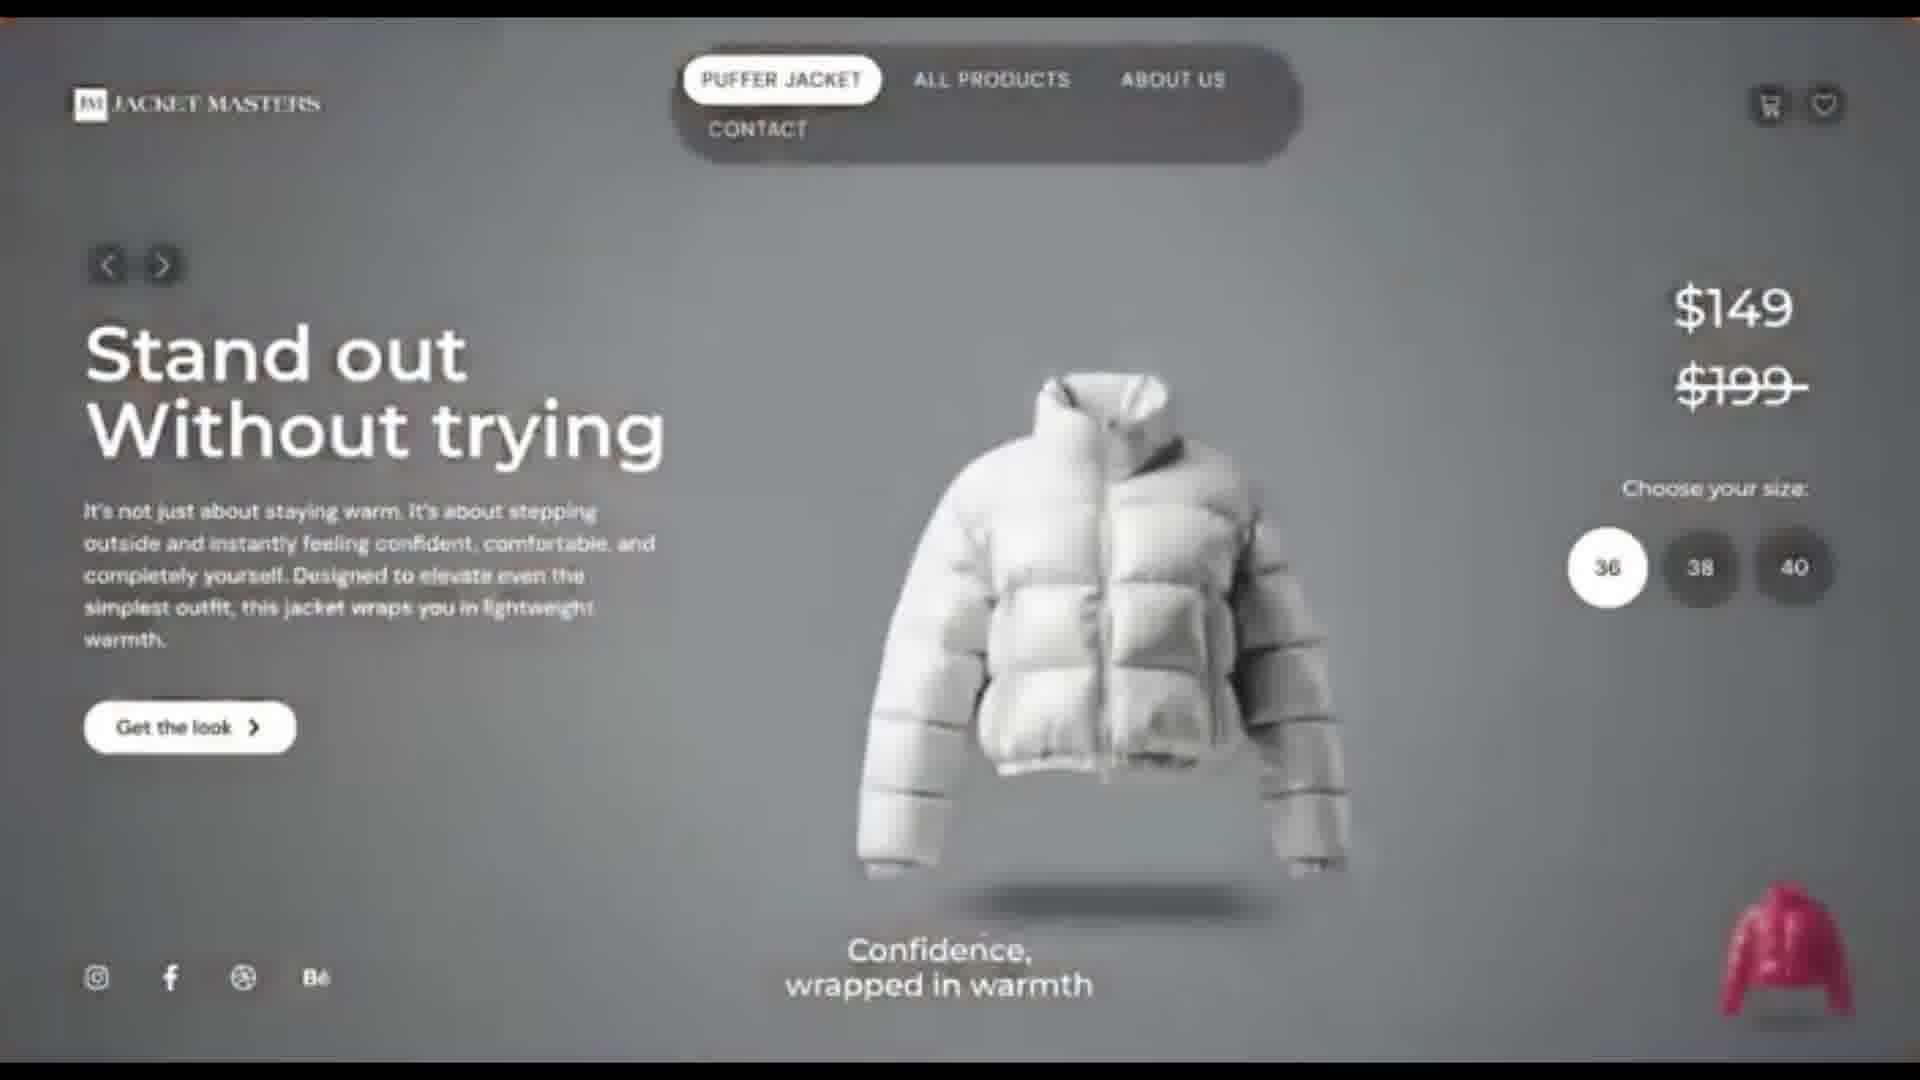 JM JACKET MASTERS
PUFFER JACKET ALL PRODUCTS ABOUT US
CONTACT
Stand out
Without trying
It's not just about staying warm. It's about stepping
outside and instantly feeling confident, comfortable, and
completely yourself. Designed to elevate even the
simplest outfit, this jacket wraps you in lightweight
warmth.
Get the look
$149
$199
Choose your size:
36 38 40
Confidence,
wrapped in warmth
Bē